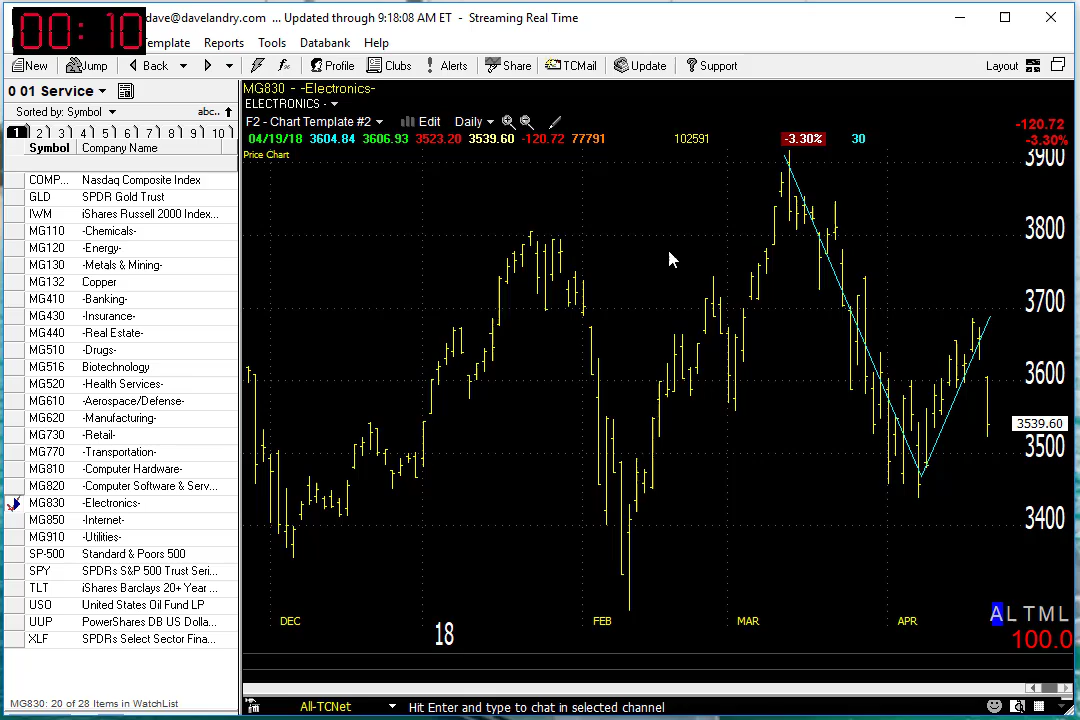 00:10
dave@davelandry.com ... Updated through 9:18:08 AM ET - Streaming Real Time
emplate Reports Tools Databank Help
New Jump Back Profile Clubs Alerts Share TCMail Update Support Layout
0 01 Service
MG830 - -Electronics-
Sorted by: Symbol abc..
ELECTRONICS -
F2 - Chart Template #2 Edit Daily
1 2 3 4 5 6 7 8 9 10
04/19/18 3604.84 3606.93 3523.20 3539.60 -120.72 77791 102591 -3.30% 30
-120.72
-3.30%
Symbol Company Name
Price Chart
COMP... Nasdaq Composite Index
GLD SPDR Gold Trust
IWM iShares Russell 2000 Index...
MG110 -Chemicals-
MG120 -Energy-
MG130 -Metals & Mining-
MG132 Copper
MG410 -Banking-
MG430 -Insurance-
MG440 -Real Estate-
MG510 -Drugs-
MG516 Biotechnology
MG520 -Health Services-
MG610 -Aerospace/Defense-
MG620 -Manufacturing-
MG730 -Retail-
MG770 -Transportation-
MG810 -Computer Hardware-
MG820 -Computer Software & Serv...
MG830 -Electronics-
MG850 -Internet-
MG910 -Utilities-
SP-500 Standard & Poors 500
SPY SPDRs S&P 500 Trust Seri...
TLT iShares Barclays 20+ Year ...
USO United States Oil Fund LP
UUP PowerShares DB US Dolla...
XLF SPDRs Select Sector Fina...
3900
3800
3700
3600
3539.60
3500
3400
DEC 18 FEB MAR APR
A L T M L
100.0
MG830: 20 of 28 Items in WatchList
All-TCNet Hit Enter and type to chat in selected channel